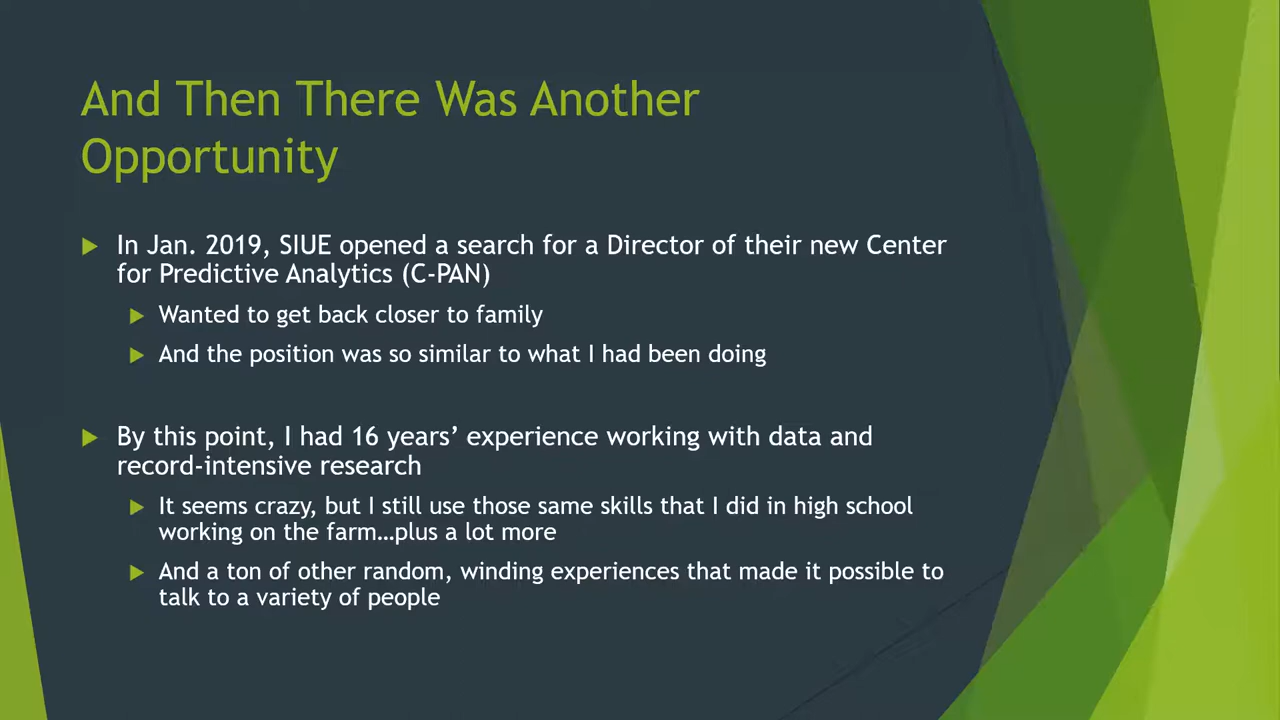 And Then There Was Another
Opportunity
In Jan. 2019, SIUE opened a search for a Director of their new Center
for Predictive Analytics (C-PAN)
Wanted to get back closer to family
And the position was so similar to what I had been doing
By this point, I had 16 years’ experience working with data and
record-intensive research
It seems crazy, but I still use those same skills that I did in high school
working on the farm…plus a lot more
And a ton of other random, winding experiences that made it possible to
talk to a variety of people